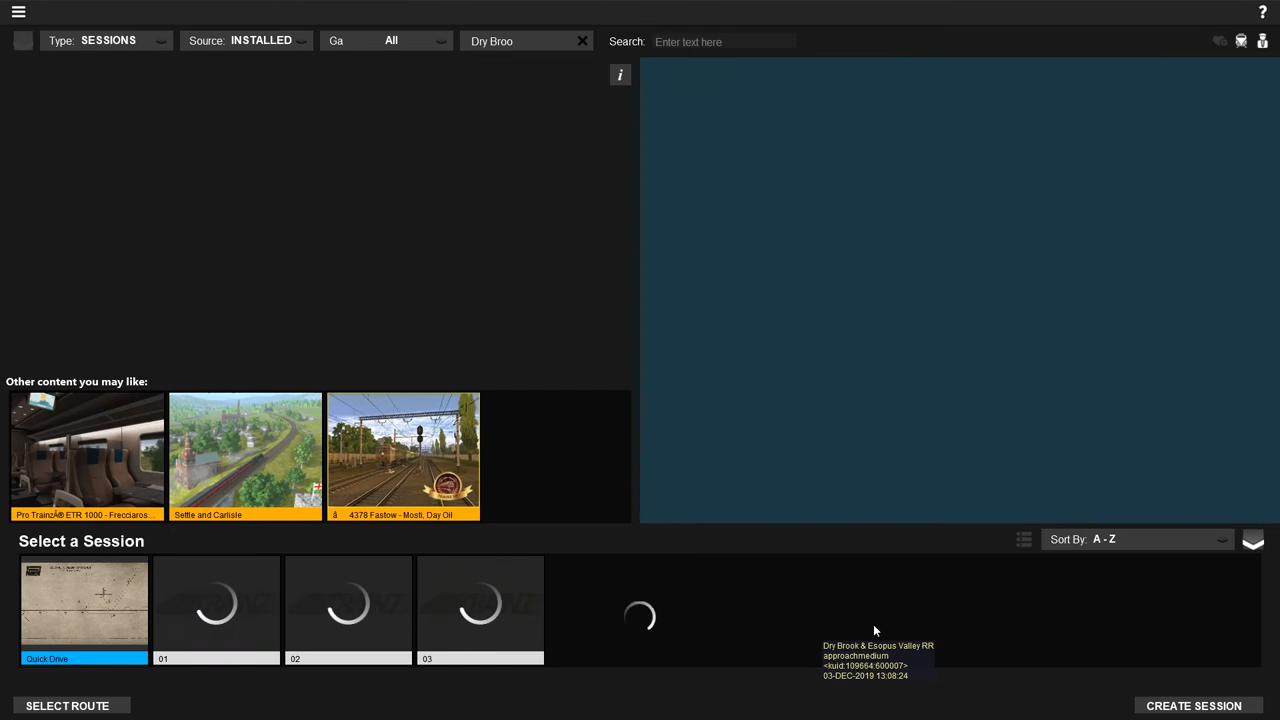 ?
Type: SESSIONS
Source: INSTALLED
Ga All
Dry Broo
Search: Enter text here
i
Other content you may like:
Pro TrainzÂ® ETR 1000 - Frecciaros...
Settle and Carlisle
â 4378 Fastow - Mosti, Day Oil
Select a Session
Sort By: A - Z
Quick Drive
01
02
03
Dry Brook & Esopus Valley RR
approachmedium
<kuid:109664:600007>
03-DEC-2019 13:08:24
SELECT ROUTE
CREATE SESSION